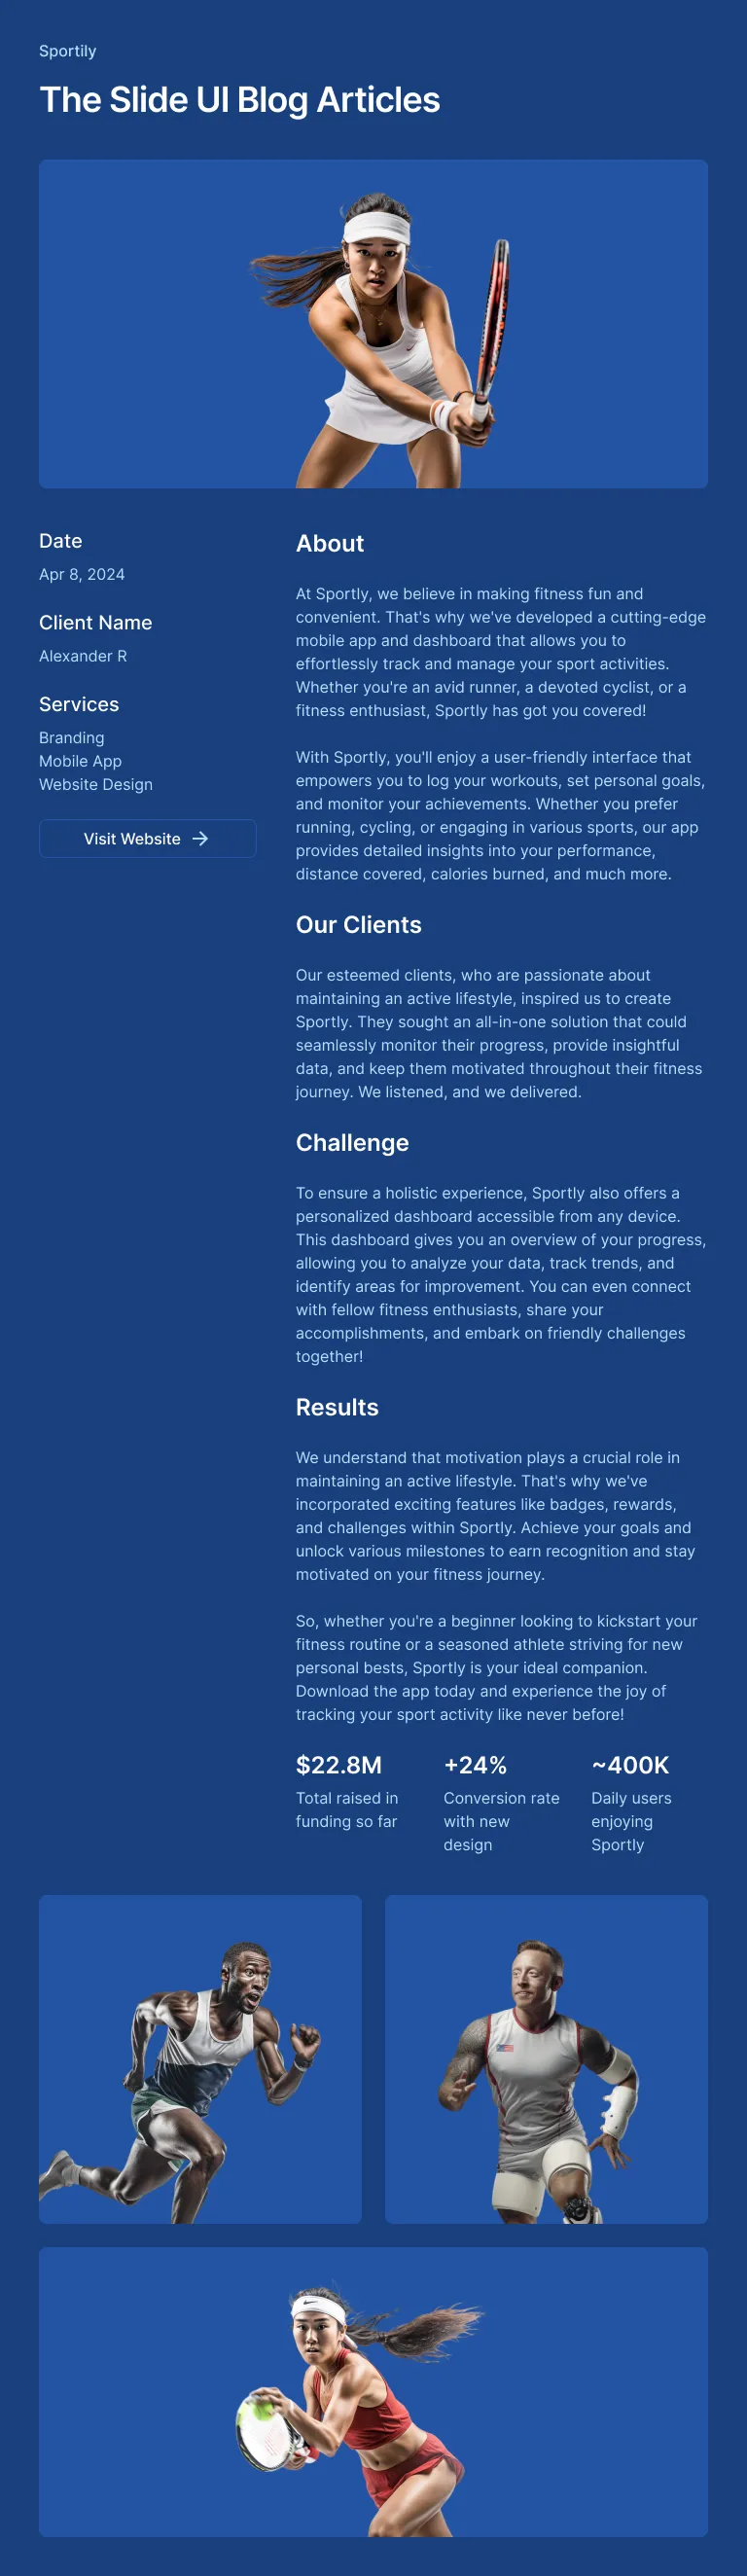 Sportily
The Slide UI Blog Articles
Date
Apr 8, 2024
Client Name
Alexander R
Services
Branding
Mobile App
Website Design
Visit Website
About
At Sportly, we believe in making fitness fun and
convenient. That's why we've developed a cutting-edge
mobile app and dashboard that allows you to
effortlessly track and manage your sport activities.
Whether you're an avid runner, a devoted cyclist, or a
fitness enthusiast, Sportly has got you covered!
With Sportly, you'll enjoy a user-friendly interface that
empowers you to log your workouts, set personal goals,
and monitor your achievements. Whether you prefer
running, cycling, or engaging in various sports, our app
provides detailed insights into your performance,
distance covered, calories burned, and much more.
Our Clients
Our esteemed clients, who are passionate about
maintaining an active lifestyle, inspired us to create
Sportly. They sought an all-in-one solution that could
seamlessly monitor their progress, provide insightful
data, and keep them motivated throughout their fitness
journey. We listened, and we delivered.
Challenge
To ensure a holistic experience, Sportly also offers a
personalized dashboard accessible from any device.
This dashboard gives you an overview of your progress,
allowing you to analyze your data, track trends, and
identify areas for improvement. You can even connect
with fellow fitness enthusiasts, share your
accomplishments, and embark on friendly challenges
together!
Results
We understand that motivation plays a crucial role in
maintaining an active lifestyle. That's why we've
incorporated exciting features like badges, rewards,
and challenges within Sportly. Achieve your goals and
unlock various milestones to earn recognition and stay
motivated on your fitness journey.
So, whether you're a beginner looking to kickstart your
fitness routine or a seasoned athlete striving for new
personal bests, Sportly is your ideal companion.
Download the app today and experience the joy of
tracking your sport activity like never before!
$22.8M
Total raised in
funding so far
+24%
Conversion rate
with new
design
~400K
Daily users
enjoying
Sportly